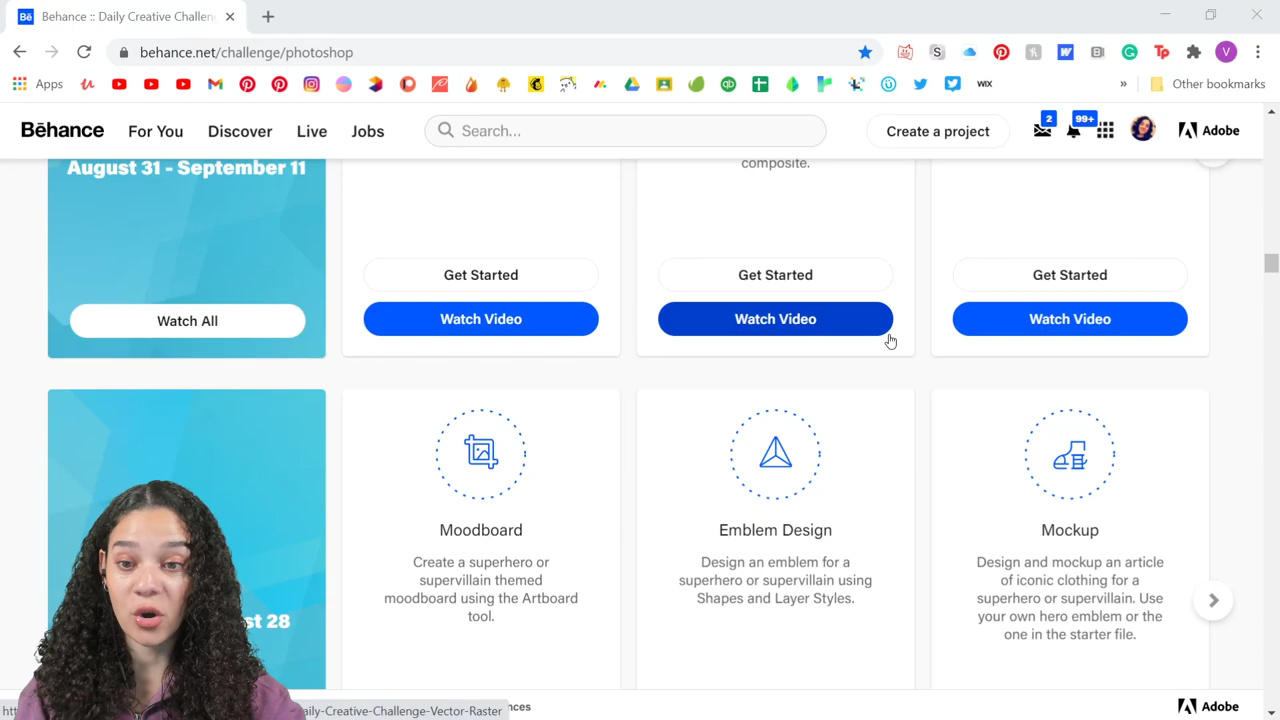 Bē Behance :: Daily Creative Challen
behance.net/challenge/photoshop
V
Apps
WIX
» Other bookmarks
Bēhance For You Discover Live Jobs Search... Create a project 2 99+ Adobe
August 31 - September 11
composite.
Get Started Get Started Get Started
Watch All Watch Video Watch Video Watch Video
Moodboard
Create a superhero or
supervillain themed
moodboard using the Artboard
tool.
Emblem Design
Design an emblem for a
superhero or supervillain using
Shapes and Layer Styles.
Mockup
Design and mockup an article
of iconic clothing for a
superhero or supervillain. Use
your own hero emblem or the
one in the starter file.
st 28
aily-Creative-Challenge-Vector-Raster
nces
Adobe